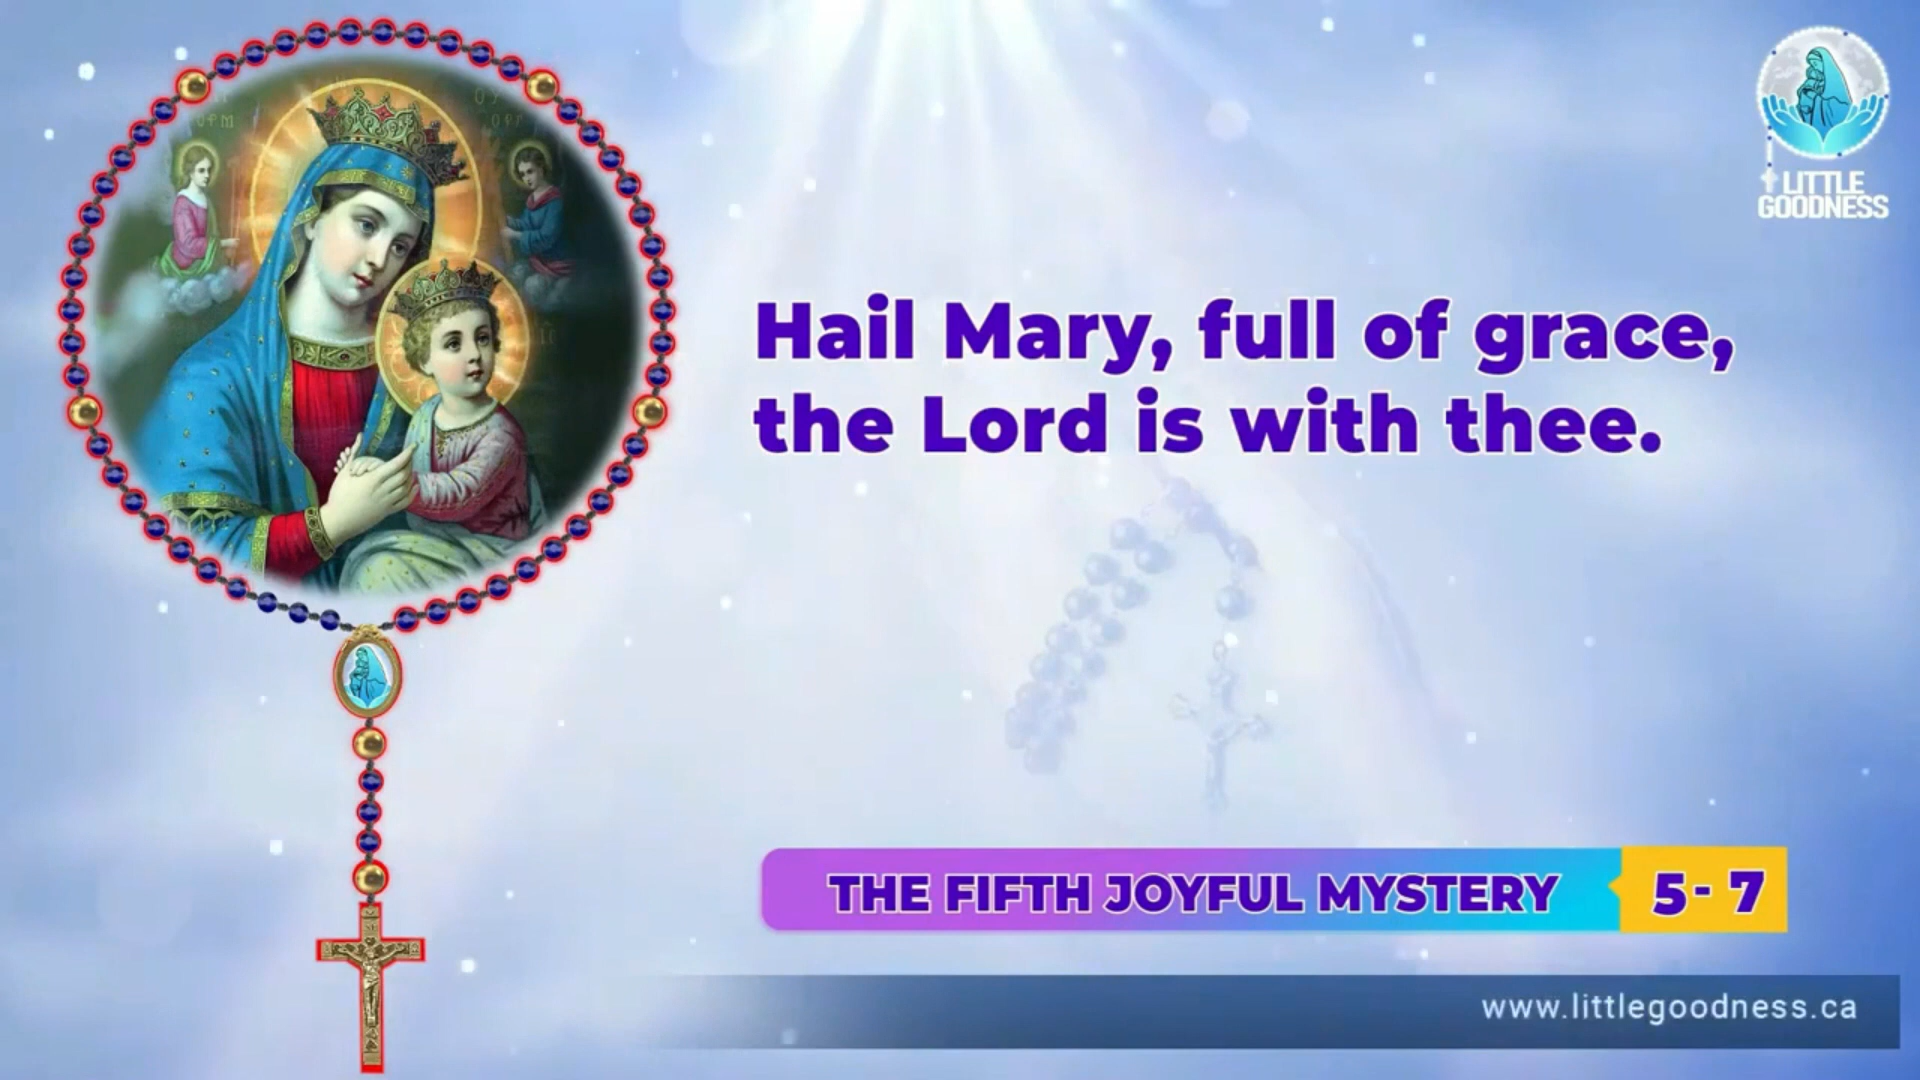 LITTLE
GOODNESS
Hail Mary, full of grace,
the Lord is with thee.
THE FIFTH JOYFUL MYSTERY 5- 7
www.littlegoodness.ca